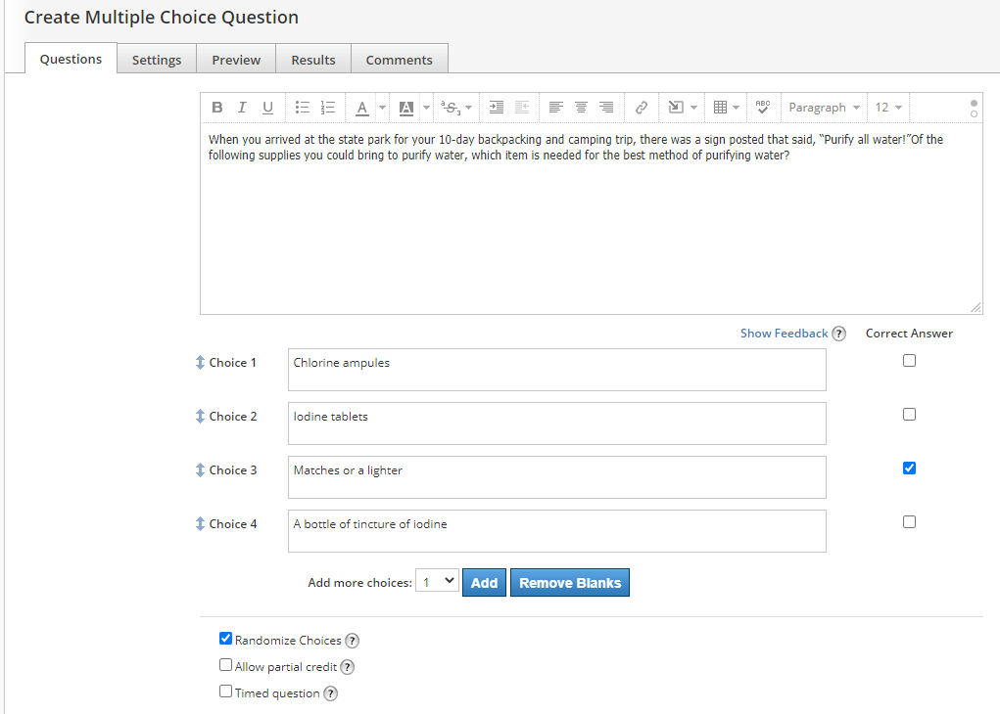 Create Multiple Choice Question
Questions
Settings
Preview
Results
Comments
B I U A A ª S 3 ABC Paragraph 12
When you arrived at the state park for your 10-day backpacking and camping trip, there was a sign posted that said, “Purify all water!”Of the
following supplies you could bring to purify water, which item is needed for the best method of purifying water?
Show Feedback ? Correct Answer
Choice 1 Chlorine ampules
Choice 2 Iodine tablets
Choice 3 Matches or a lighter
Choice 4 A bottle of tincture of iodine
Add more choices: 1 Add Remove Blanks
Randomize Choices ?
Allow partial credit ?
Timed question ?